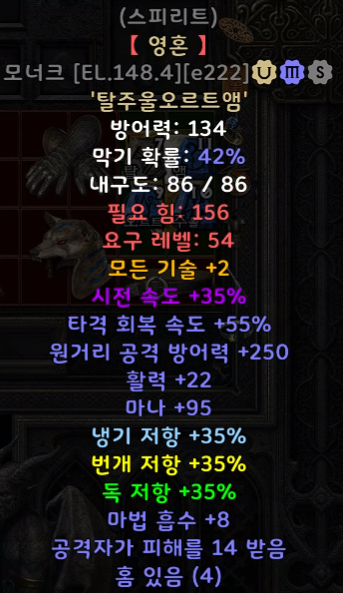 (스피리트)
【 영혼 】
모너크 [EL.148.4][e222] U m S
'탈주울오르트앰'
방어력: 134
막기 확률: 42%
내구도: 86 / 86
필요 힘: 156
요구 레벨: 54
모든 기술 +2
시전 속도 +35%
타격 회복 속도 +55%
원거리 공격 방어력 +250
활력 +22
마나 +95
냉기 저항 +35%
번개 저항 +35%
독 저항 +35%
마법 흡수 +8
공격자가 피해를 14 받음
홈 있음 (4)